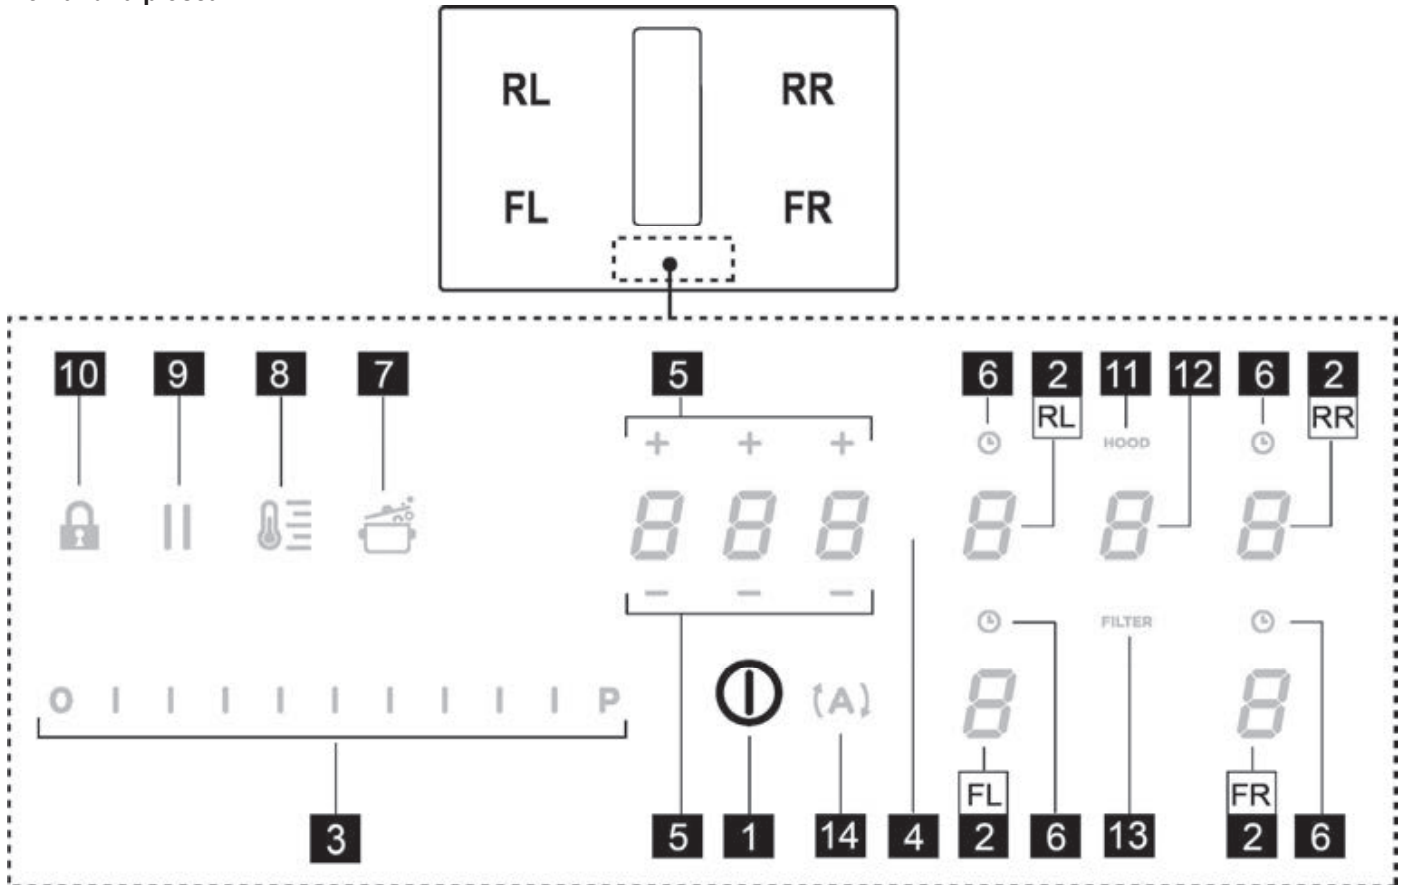 RL RR
FL FR
10 9 8 7 5 6 2 11 12 6 2
RL RR
+ + + HOOD
8 8 8 8 8 8
− − −
FILTER
0 I I I I I I I I I P (A) 8 8
FL FR
3 5 1 14 4 2 6 13 2 6